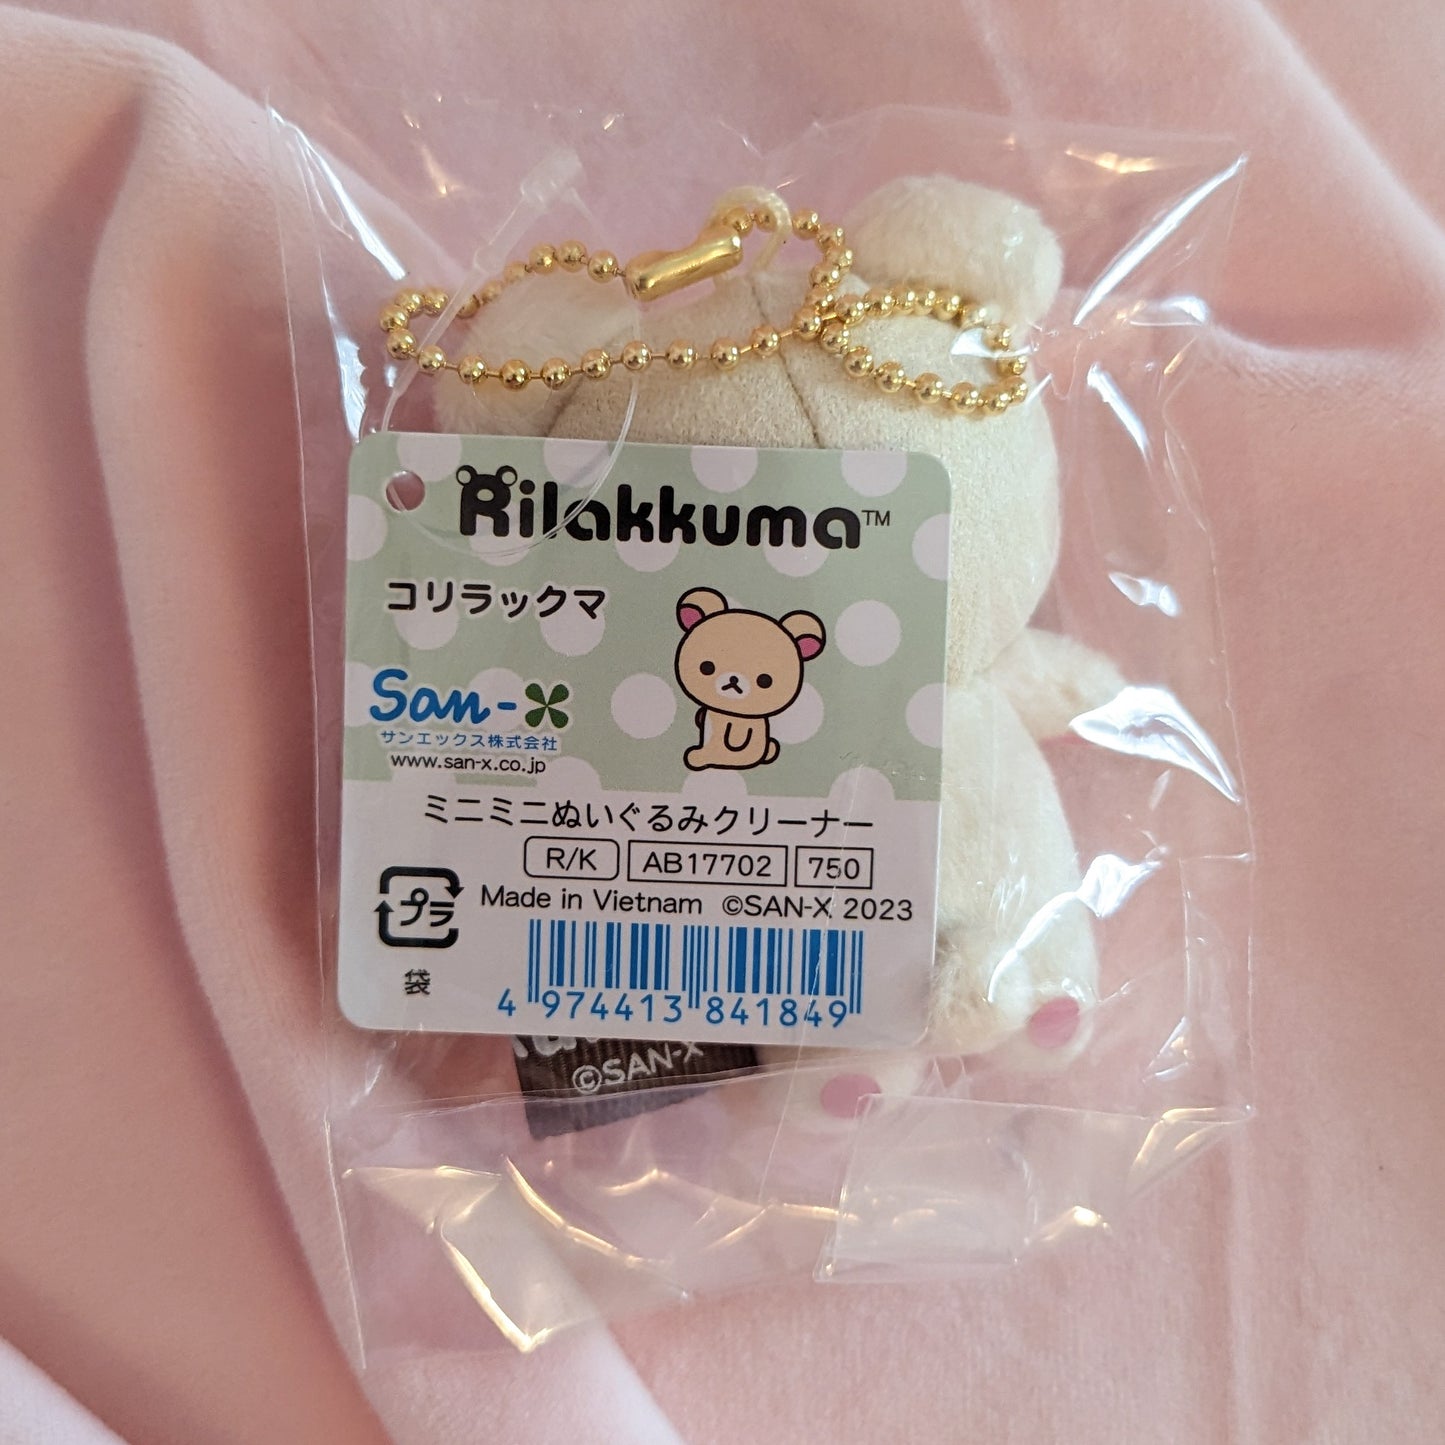 Rilakkuma™
コリラックマ
San-X
サンエックス株式会社
www.san-x.co.jp
ミニミニぬいぐるみクリーナー
R/K AB17702 750
Made in Vietnam ©SAN-X 2023
プラ
袋
4 974413 841849
©SAN-X